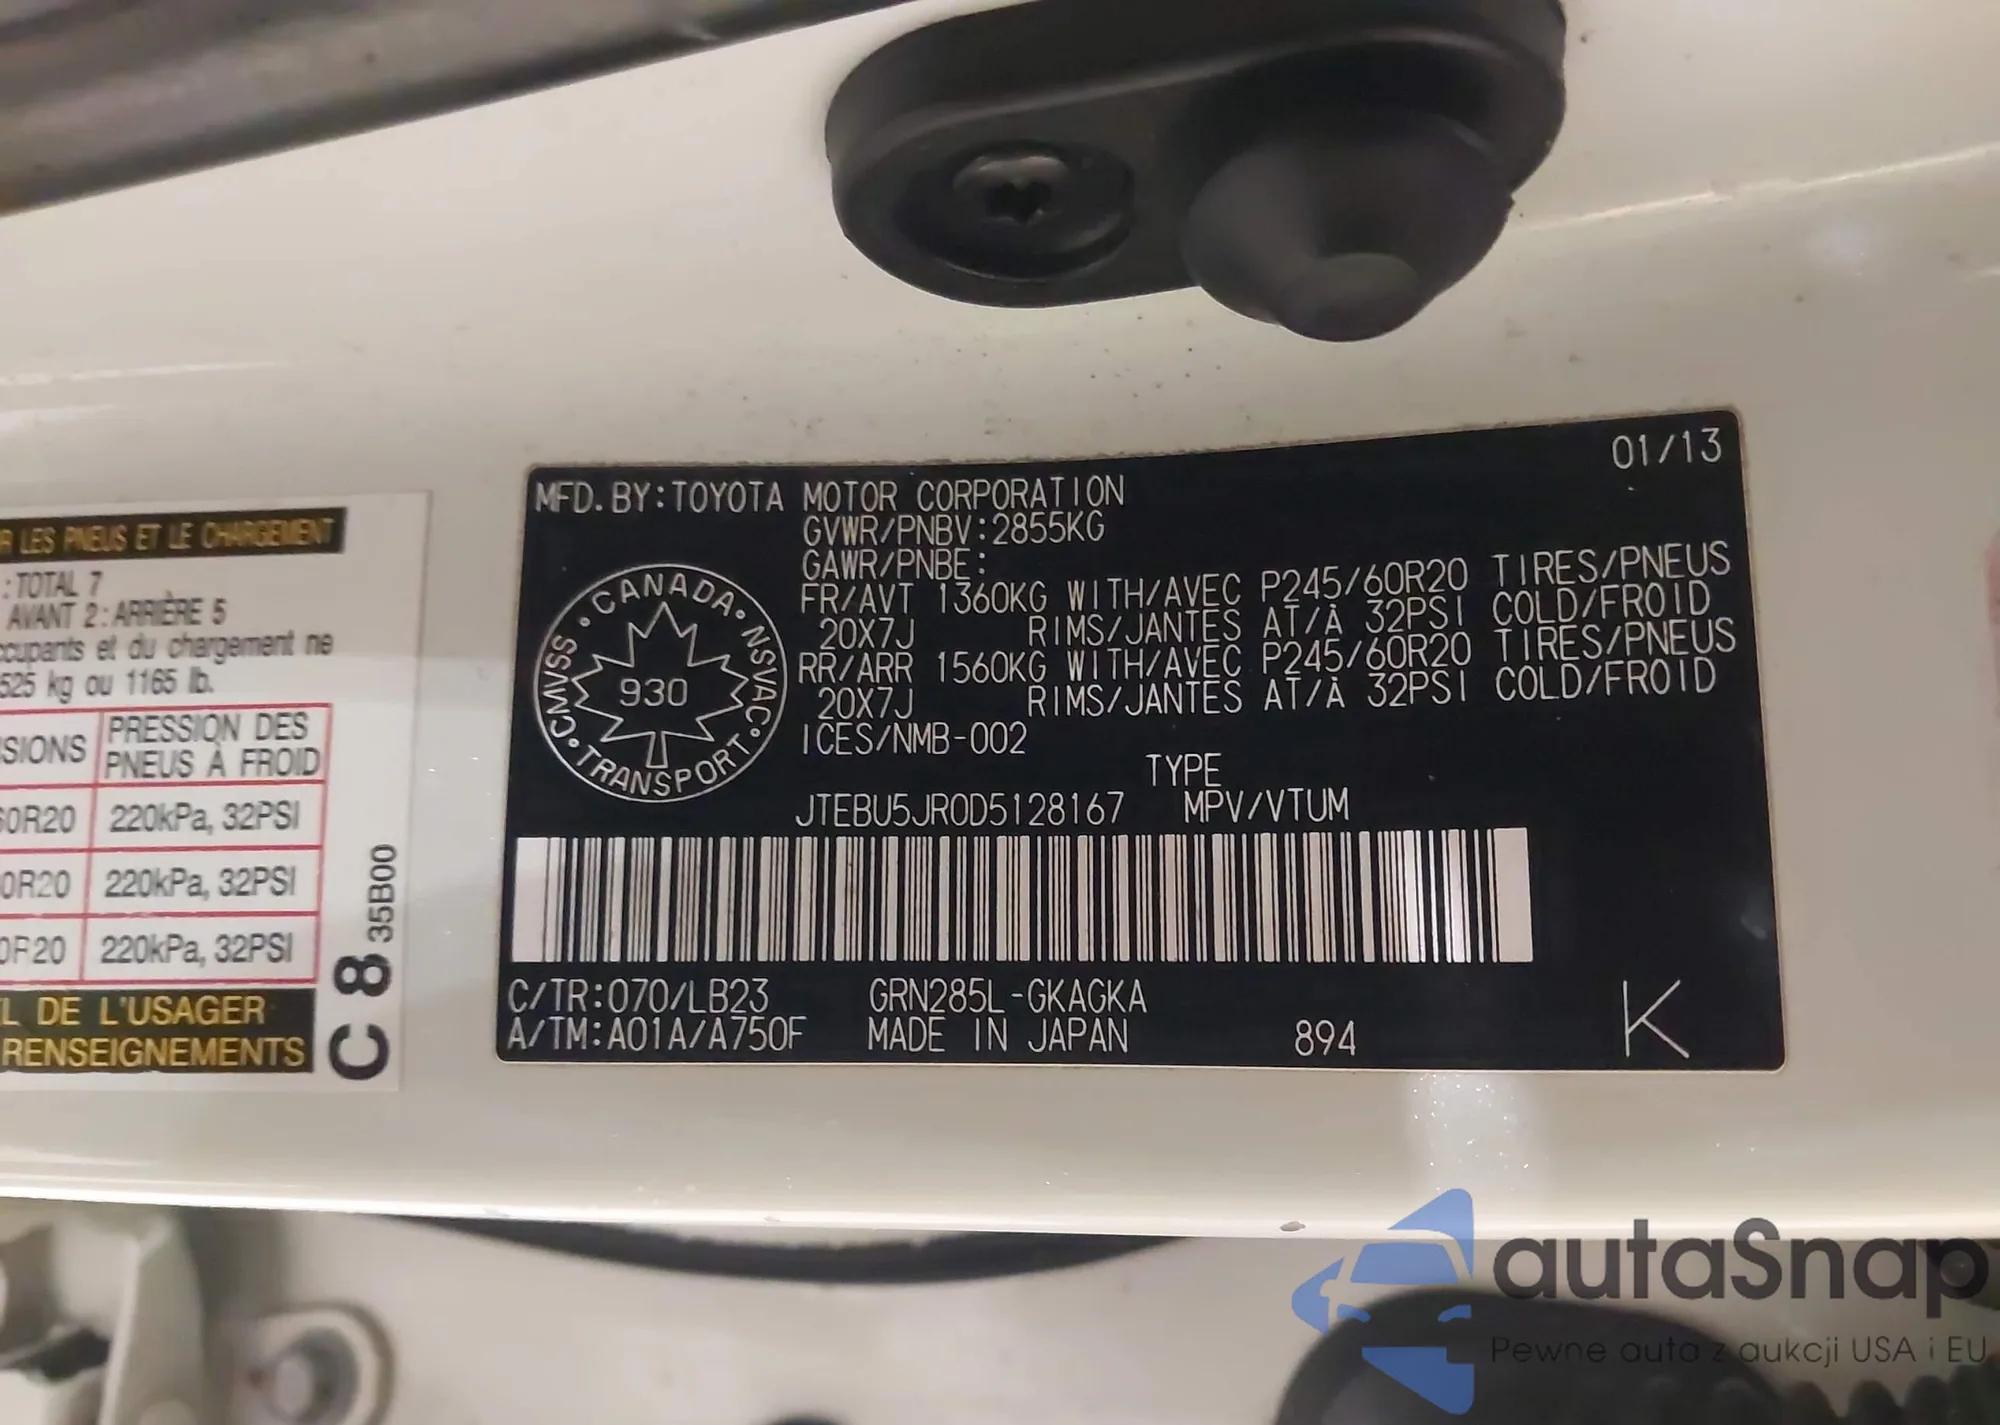 R LES PNEUS ET LE CHARGEMENT
: TOTAL 7
AVANT 2: ARRIÈRE 5
ccupants et du chargement ne
525 kg ou 1165 lb.
SIONS PRESSION DES
PNEUS À FROID
60R20 220kPa, 32PSI
0R20 220kPa, 32PSI
220kPa, 32PSI
L DE L'USAGER
RENSEIGNEMENTS
C 8 35B00
01/13
MFD. BY: TOYOTA MOTOR CORPORATION
GVWR/PNBV: 2855KG
GAWR/PNBE:
FR/AVT 1360KG WITH/AVEC P245/60R20 TIRES/PNEUS
20X7J RIMS/JANTES AT/À 32PSI COLD/FROID
RR/ARR 1560KG WITH/AVEC P245/60R20 TIRES/PNEUS
20X7J RIMS/JANTES AT/À 32PSI COLD/FROID
ICES/NMB-002
CANADA
CMVSS NSVAC
930
TRANSPORT
TYPE
JTEBU5JR0D5128167 MPV/VTUM
C/TR: 070/LB23 GRN285L-GKAGKA
A/TM: A01A/A750F MADE IN JAPAN 894
K
autaSnap
Pewne auta z aukcji USA i EU